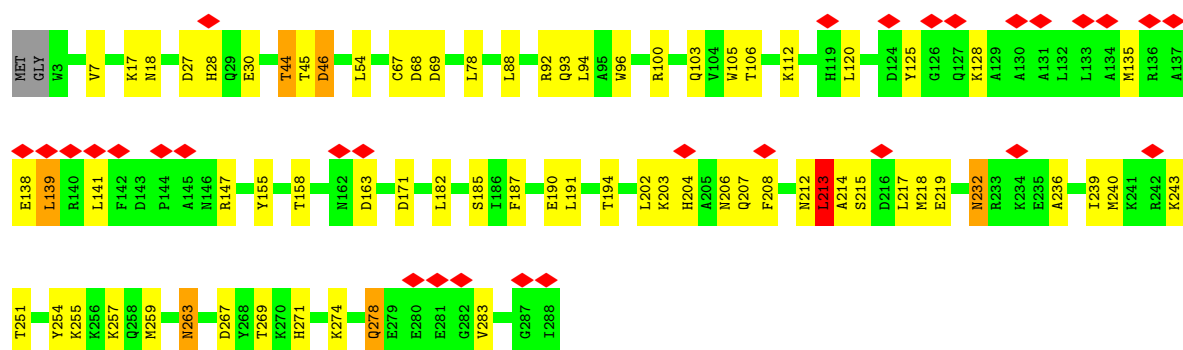 MET GLY W3 V7 K17 N18 D27 H28 Q29 E30 T44 T45 D46 L54 C67 D68 D69 L78 L88 R92 Q93 L94 A95 W96 R100 Q103 V104 W105 T106 K112 H119 L120 D124 Y125 G126 Q127 K128 A129 A130 A131 L132 L133 A134 M135 R136 A137
E138 L139 R140 L141 F142 D143 P144 A145 N146 R147 Y155 T158 N162 D163 D171 L182 S185 I186 F187 E190 L191 T194 L202 K203 H204 A205 N206 Q207 F208 N212 L213 A214 S215 D216 L217 M218 E219 N232 R233 K234 E235 A236 I239 M240 K241 R242 K243
T251 Y254 K255 K256 K257 Q258 M259 N263 D267 Y268 T269 K270 H271 K274 Q278 E279 E280 E281 G282 V283 G287 I288